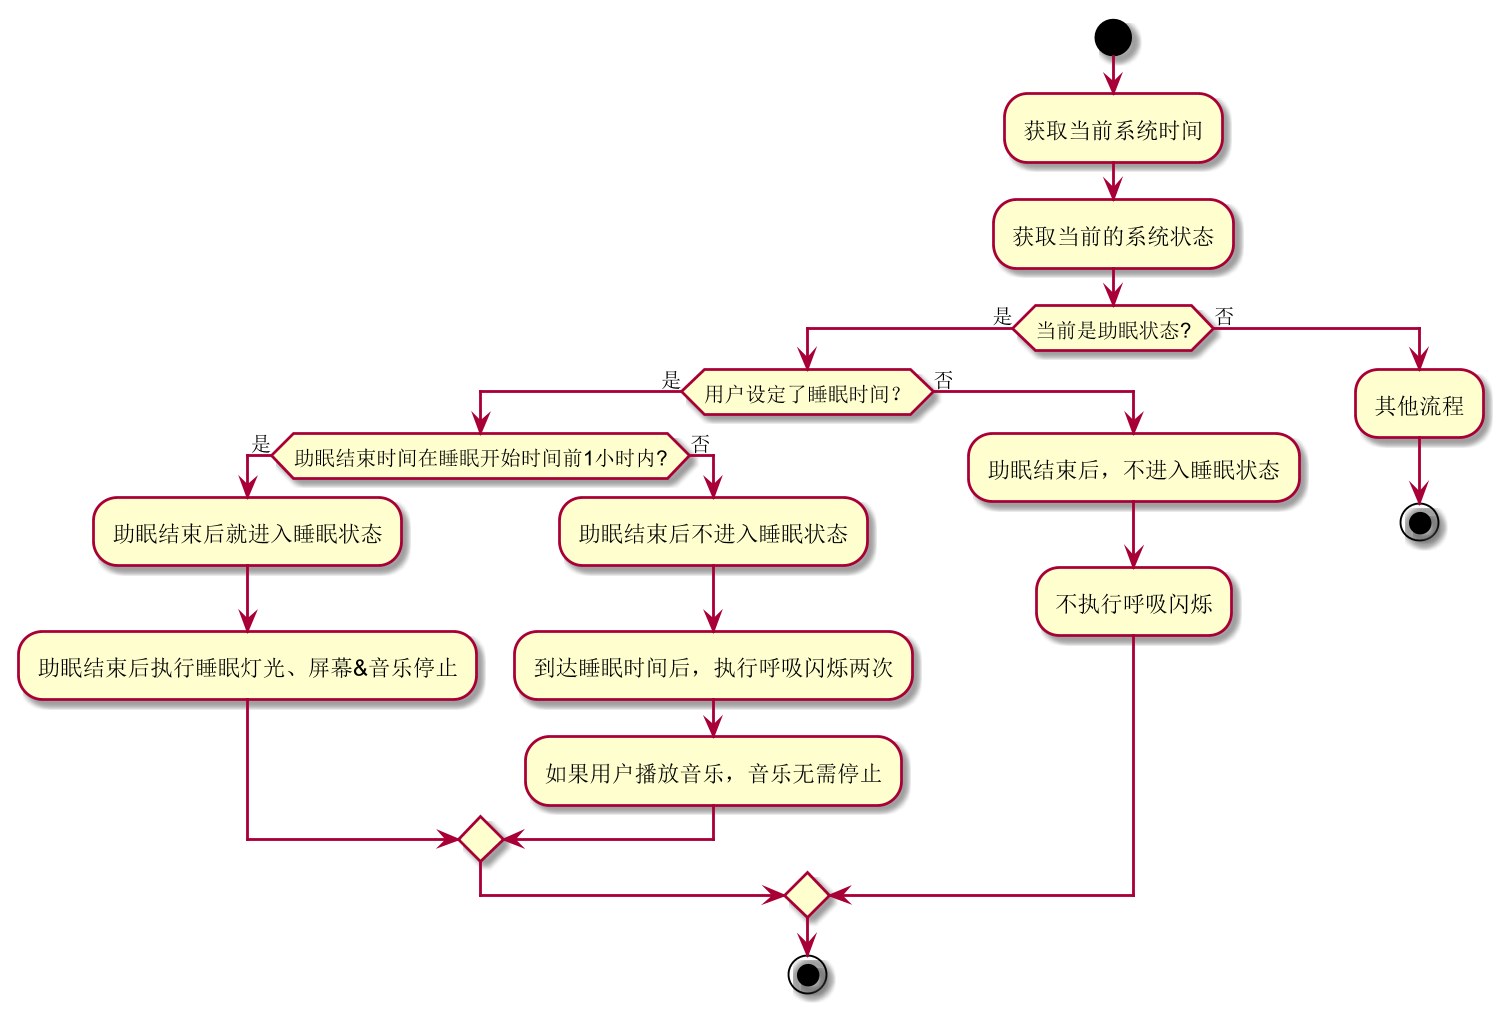 获取当前系统时间
获取当前的系统状态
是
当前是助眠状态?
否
是
用户设定了睡眠时间？
否
其他流程
是
助眠结束时间在睡眠开始时间前1小时内?
否
助眠结束后，不进入睡眠状态
助眠结束后就进入睡眠状态
助眠结束后不进入睡眠状态
不执行呼吸闪烁
助眠结束后执行睡眠灯光、屏幕&音乐停止
到达睡眠时间后，执行呼吸闪烁两次
如果用户播放音乐，音乐无需停止